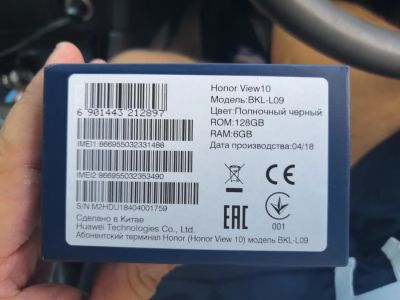 Honor View10
Модель:BKL-L09
Цвет:Полночный черный
ROM:128GB
RAM:6GB
Дата производства:04/18
6 901443 212897
IMEI1:866955032331488
IMEI2:866955032353490
S/N:M2HDU18404001759
CE
EAC
001
Сделано в Китае
Huawei Technologies Co., Ltd.
Абонентский терминал Honor (Honor View 10) модель BKL-L09